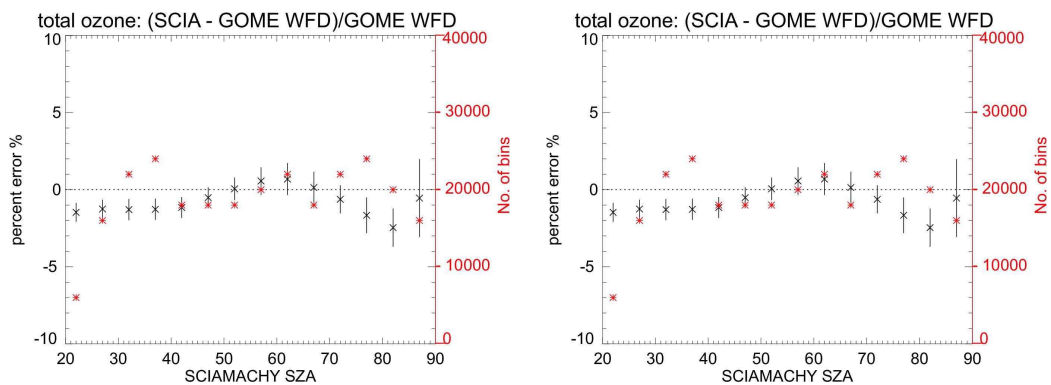 total ozone: (SCIA - GOME WFD)/GOME WFD
10
5
0
-5
-10
percent error %
40000
30000
20000
10000
0
No. of bins
20 30 40 50 60 70 80 90
SCIAMACHY SZA
total ozone: (SCIA - GOME WFD)/GOME WFD
10
5
0
-5
-10
percent error %
40000
30000
20000
10000
0
No. of bins
20 30 40 50 60 70 80 90
SCIAMACHY SZA